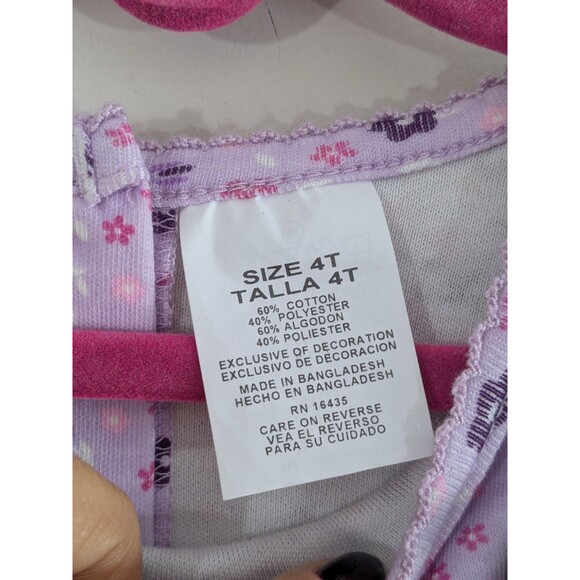 SIZE 4T
TALLA 4T
60% COTTON
40% POLYESTER
60% ALGODON
40% POLIESTER
EXCLUSIVE OF DECORATION
EXCLUSIVO DE DECORACION
MADE IN BANGLADESH
HECHO EN BANGLADESH
RN 16435
CARE ON REVERSE
VEA EL REVERSO
PARA SU CUIDADO